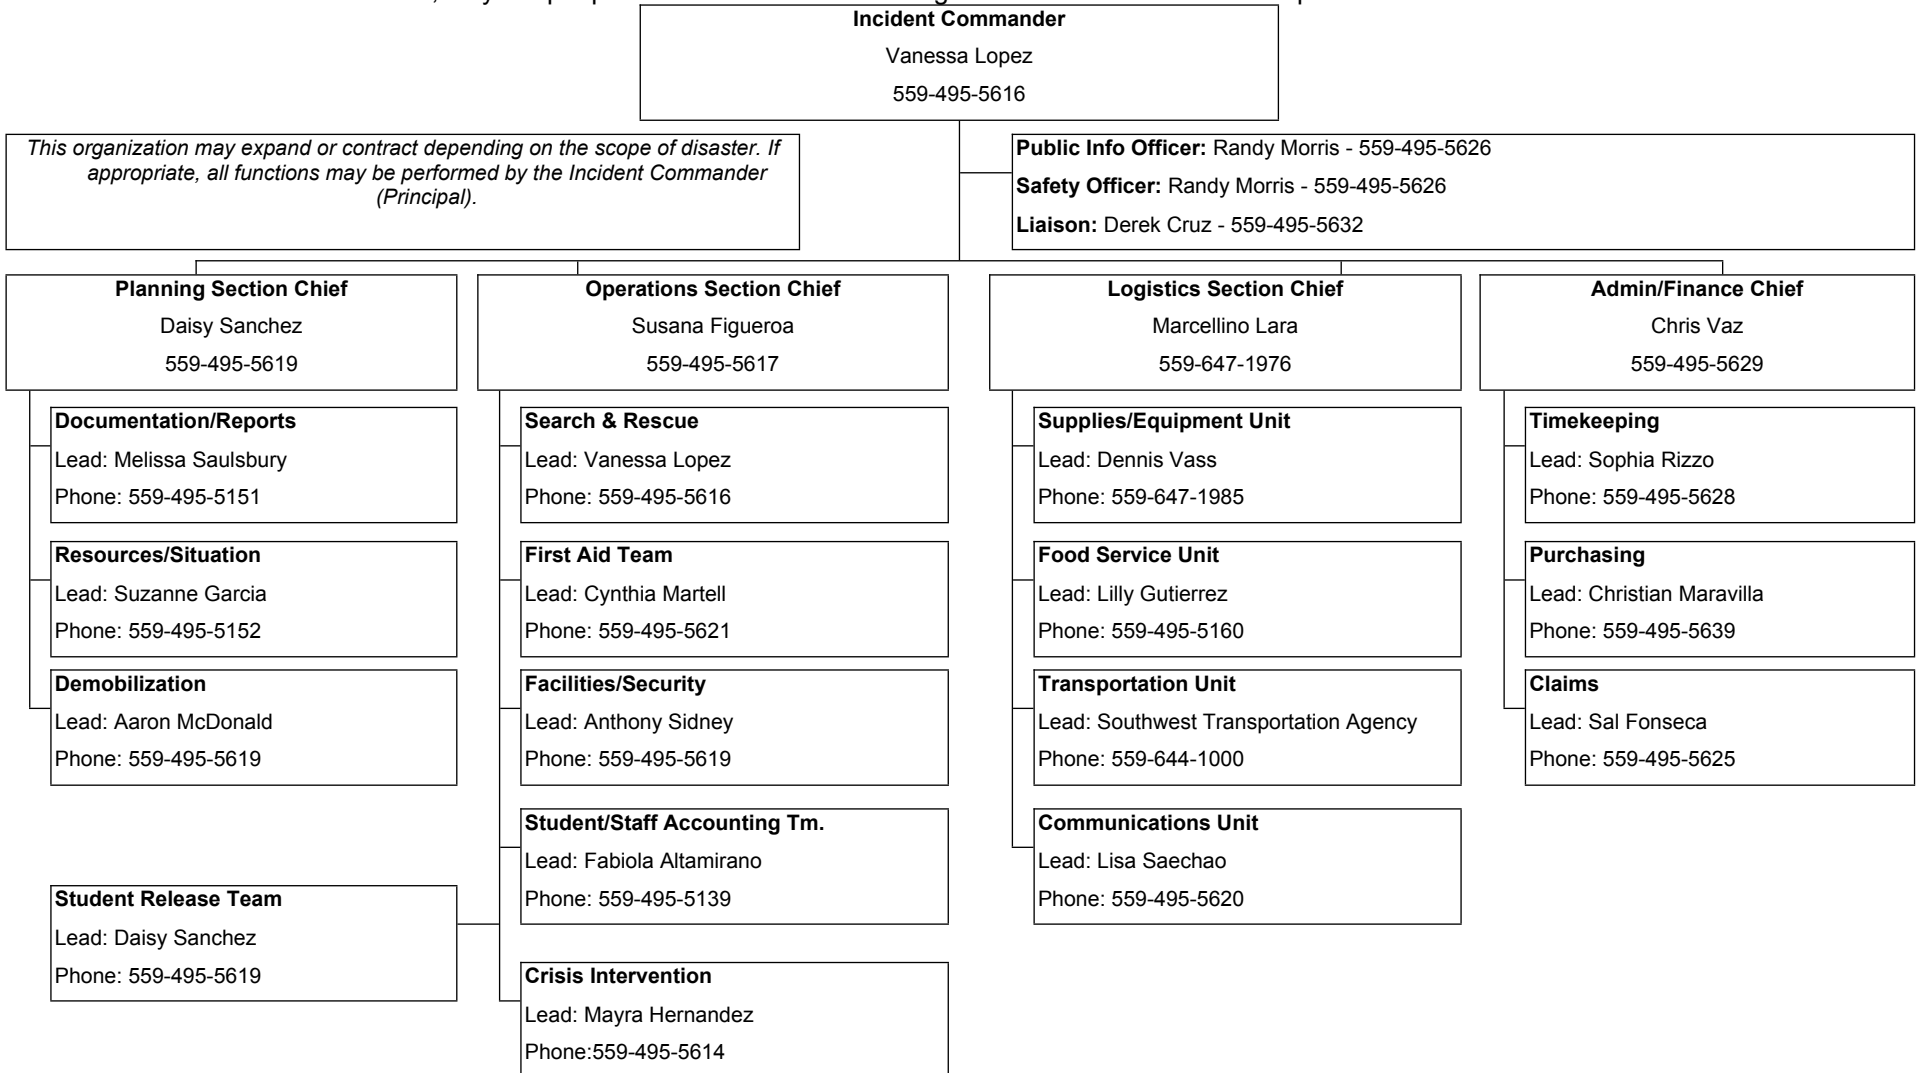 Incident Commander
Vanessa Lopez
559-495-5616
This organization may expand or contract depending on the scope of disaster. If
appropriate, all functions may be performed by the Incident Commander
(Principal).
Public Info Officer: Randy Morris - 559-495-5626
Safety Officer: Randy Morris - 559-495-5626
Liaison: Derek Cruz - 559-495-5632
Planning Section Chief
Daisy Sanchez
559-495-5619
Operations Section Chief
Susana Figueroa
559-495-5617
Logistics Section Chief
Marcellino Lara
559-647-1976
Admin/Finance Chief
Chris Vaz
559-495-5629
Documentation/Reports
Lead: Melissa Saulsbury
Phone: 559-495-5151
Search & Rescue
Lead: Vanessa Lopez
Phone: 559-495-5616
Supplies/Equipment Unit
Lead: Dennis Vass
Phone: 559-647-1985
Timekeeping
Lead: Sophia Rizzo
Phone: 559-495-5628
Resources/Situation
Lead: Suzanne Garcia
Phone: 559-495-5152
First Aid Team
Lead: Cynthia Martell
Phone: 559-495-5621
Food Service Unit
Lead: Lilly Gutierrez
Phone: 559-495-5160
Purchasing
Lead: Christian Maravilla
Phone: 559-495-5639
Demobilization
Lead: Aaron McDonald
Phone: 559-495-5619
Facilities/Security
Lead: Anthony Sidney
Phone: 559-495-5619
Transportation Unit
Lead: Southwest Transportation Agency
Phone: 559-644-1000
Claims
Lead: Sal Fonseca
Phone: 559-495-5625
Student/Staff Accounting Tm.
Lead: Fabiola Altamirano
Phone: 559-495-5139
Communications Unit
Lead: Lisa Saechao
Phone: 559-495-5620
Student Release Team
Lead: Daisy Sanchez
Phone: 559-495-5619
Crisis Intervention
Lead: Mayra Hernandez
Phone:559-495-5614